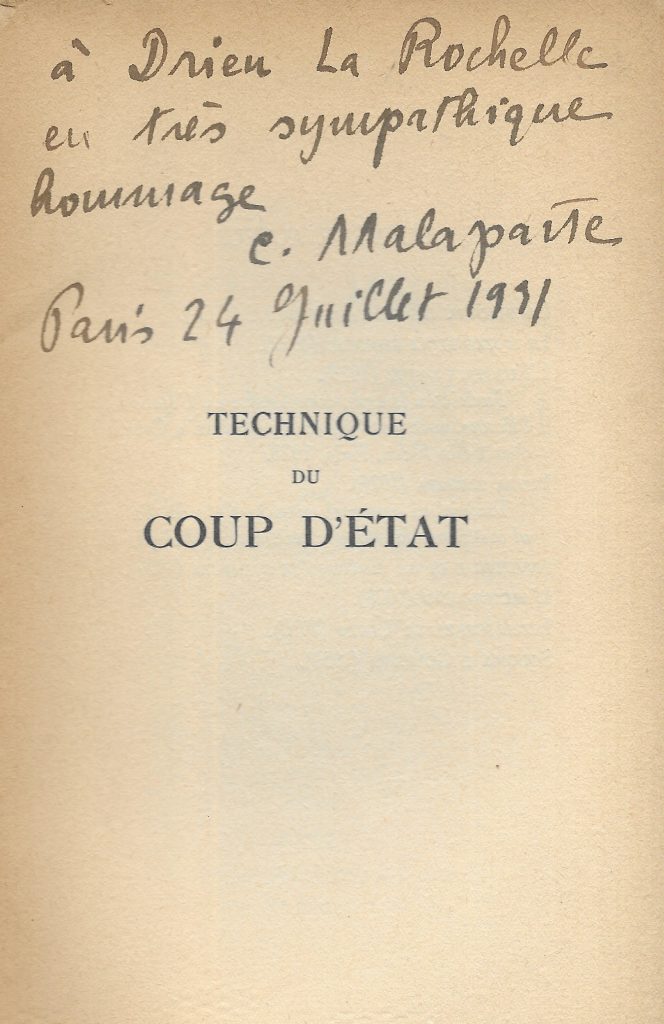 à Drieu La Rochelle
en très sympathique
hommage
C. Malaparte
Paris 24 Juillet 1931
TECHNIQUE
DU
COUP D'ÉTAT